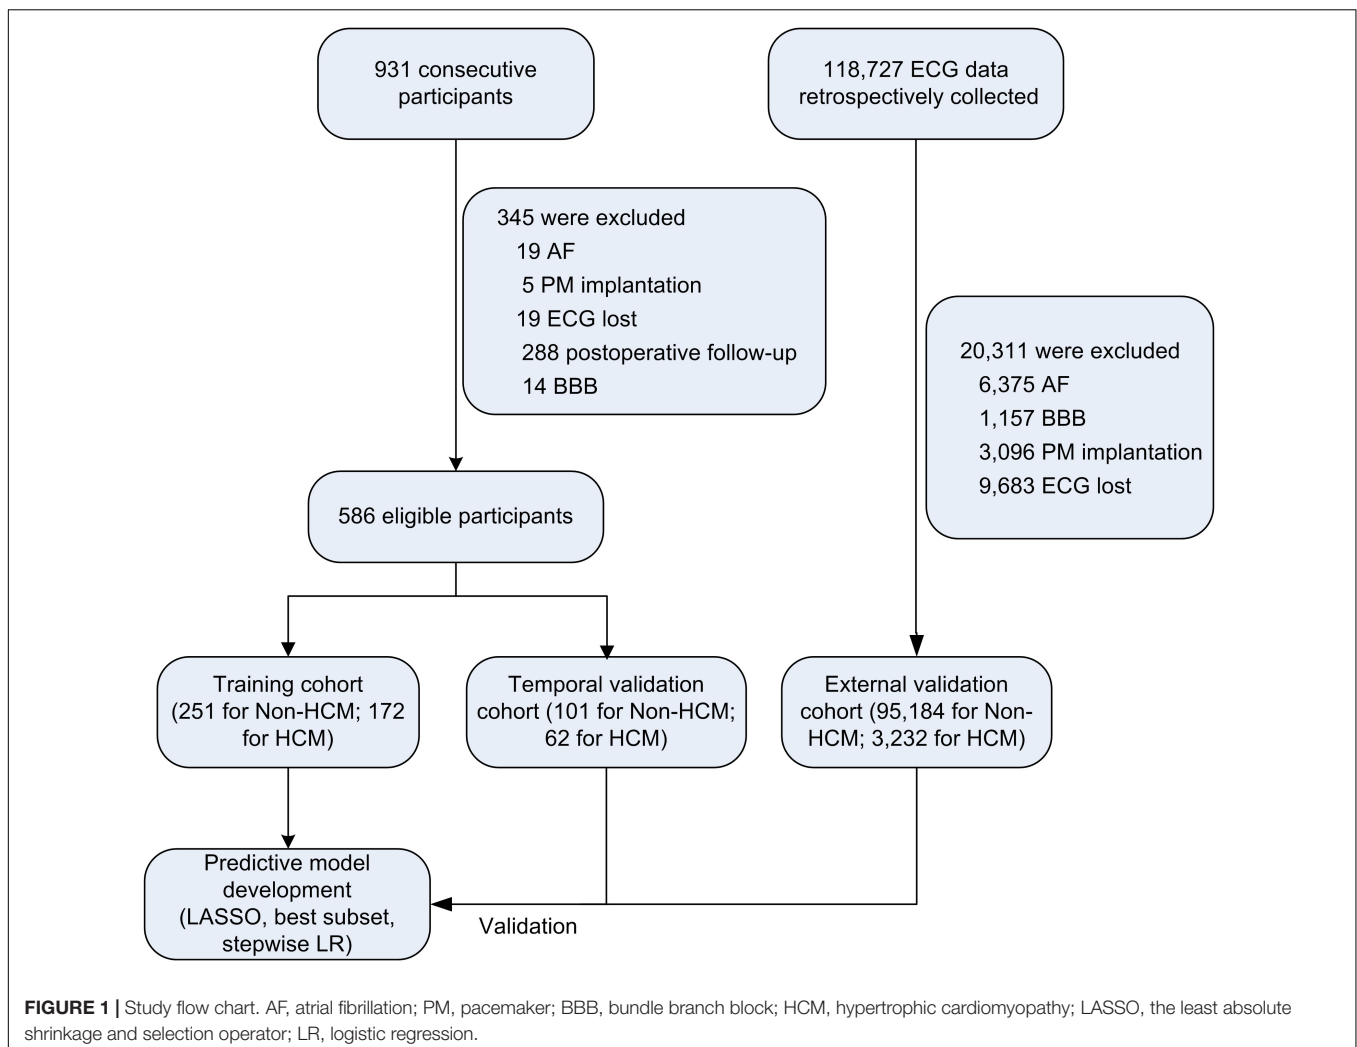 931 consecutive
participants
118,727 ECG data
retrospectively collected
345 were excluded
19 AF
5 PM implantation
19 ECG lost
288 postoperative follow-up
14 BBB
20,311 were excluded
6,375 AF
1,157 BBB
3,096 PM implantation
9,683 ECG lost
586 eligible participants
Training cohort
(251 for Non-HCM; 172
for HCM)
Temporal validation
cohort (101 for Non-HCM;
62 for HCM)
External validation
cohort (95,184 for Non-
HCM; 3,232 for HCM)
Predictive model
development
(LASSO, best subset,
stepwise LR)
Validation
FIGURE 1 | Study flow chart. AF, atrial fibrillation; PM, pacemaker; BBB, bundle branch block; HCM, hypertrophic cardiomyopathy; LASSO, the least absolute
shrinkage and selection operator; LR, logistic regression.